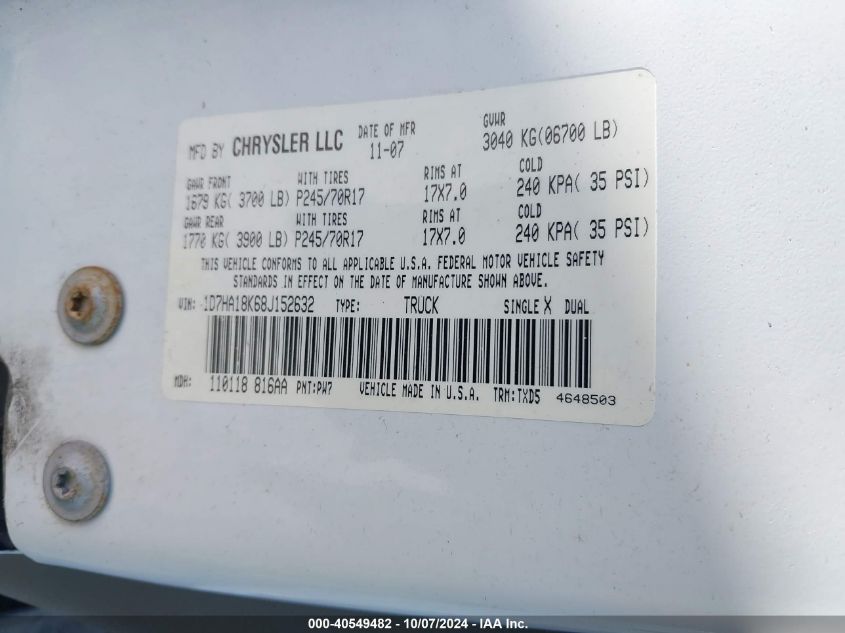 MFD BY CHRYSLER LLC DATE OF MFR 11-07 GVWR 3040 KG(06700 LB)
GAWR FRONT WITH TIRES RIMS AT COLD
1679 KG( 3700 LB) P245/70R17 17X7.0 240 KPA( 35 PSI)
GAWR REAR WITH TIRES RIMS AT COLD
1770 KG( 3900 LB) P245/70R17 17X7.0 240 KPA( 35 PSI)
THIS VEHICLE CONFORMS TO ALL APPLICABLE U.S.A. FEDERAL MOTOR VEHICLE SAFETY
STANDARDS IN EFFECT ON THE DATE OF MANUFACTURE SHOWN ABOVE.
VIN: 1D7HA18K68J152632 TYPE: TRUCK SINGLE X DUAL
MDH: 110118 816AA PNT:PW7 VEHICLE MADE IN U.S.A. TRM:TXD5 4648503
000-40549482 - 10/07/2024 - IAA Inc.